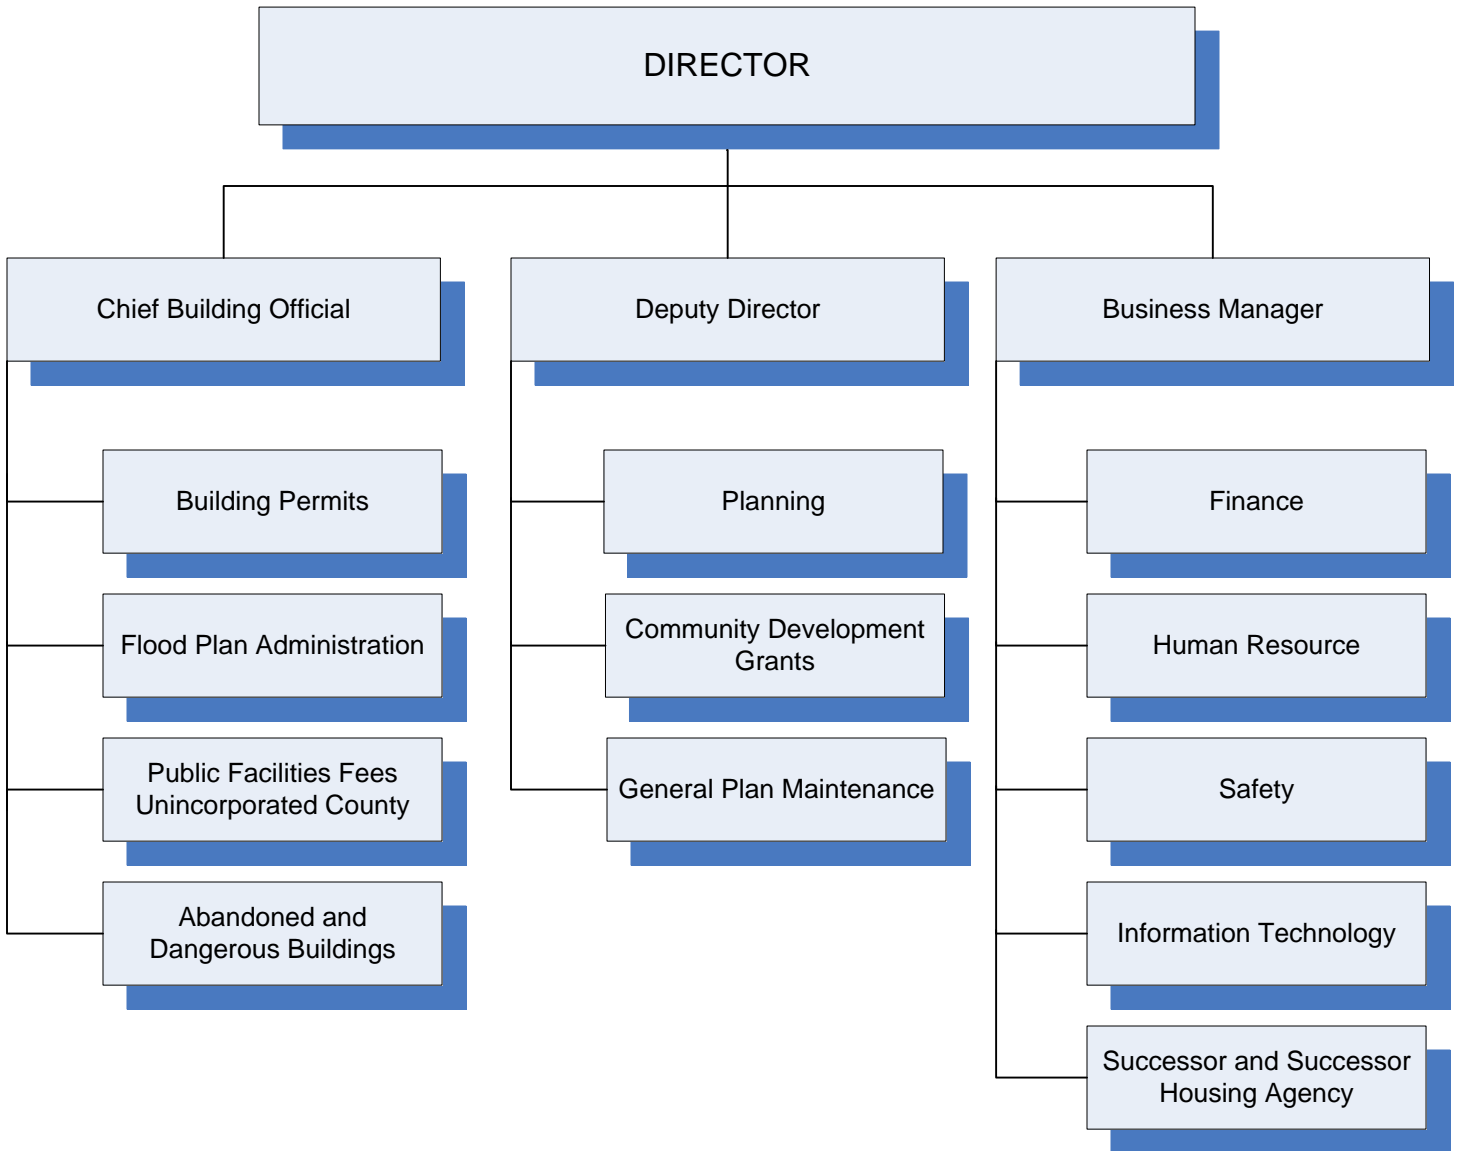 DIRECTOR
Chief Building Official
Deputy Director
Business Manager
Building Permits
Flood Plan Administration
Public Facilities Fees
Unincorporated County
Abandoned and
Dangerous Buildings
Planning
Community Development
Grants
General Plan Maintenance
Finance
Human Resource
Safety
Information Technology
Successor and Successor
Housing Agency